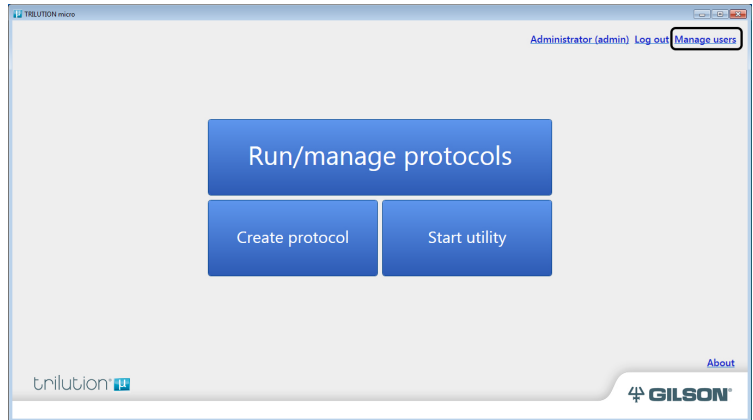 TRILUTION micro
Administrator (admin) Log out Manage users
Run/manage protocols
Create protocol Start utility
About
trilution® µ
GILSON®